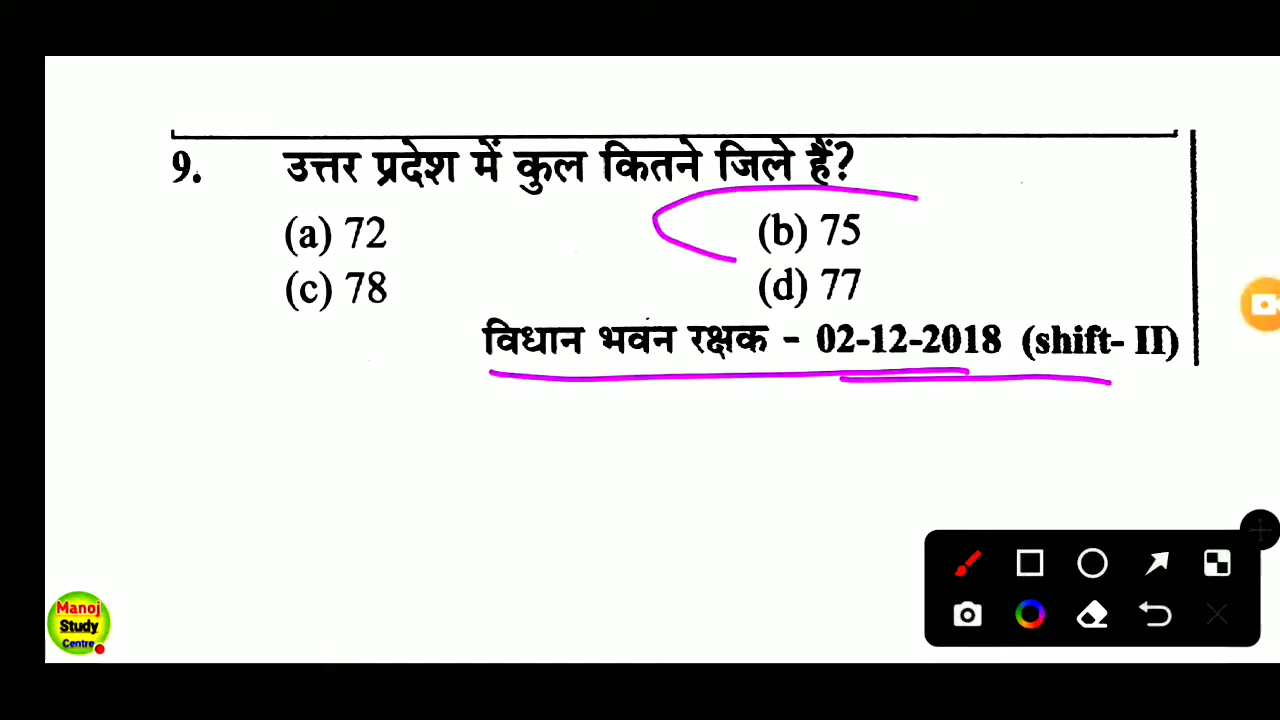 9. उत्तर प्रदेश में कुल कितने जिले हैं?
(a) 72 (b) 75
(c) 78 (d) 77
विधान भवन रक्षक - 02-12-2018 (shift- II)
Manoj
Study
Centre